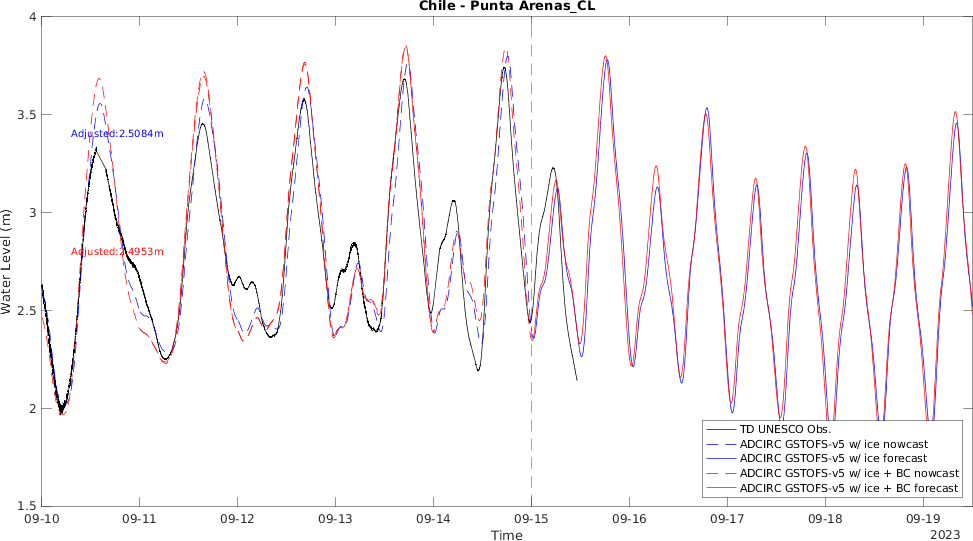 Chile - Punta Arenas_CL
4
3.5
3
2.5
2
1.5
Water Level (m)
Adjusted:2.5084m
Adjusted:2.4953m
TD UNESCO Obs.
ADCIRC GSTOFS-v5 w/ ice nowcast
ADCIRC GSTOFS-v5 w/ ice forecast
ADCIRC GSTOFS-v5 w/ ice + BC nowcast
ADCIRC GSTOFS-v5 w/ ice + BC forecast
09-10 09-11 09-12 09-13 09-14 09-15 09-16 09-17 09-18 09-19
Time
2023